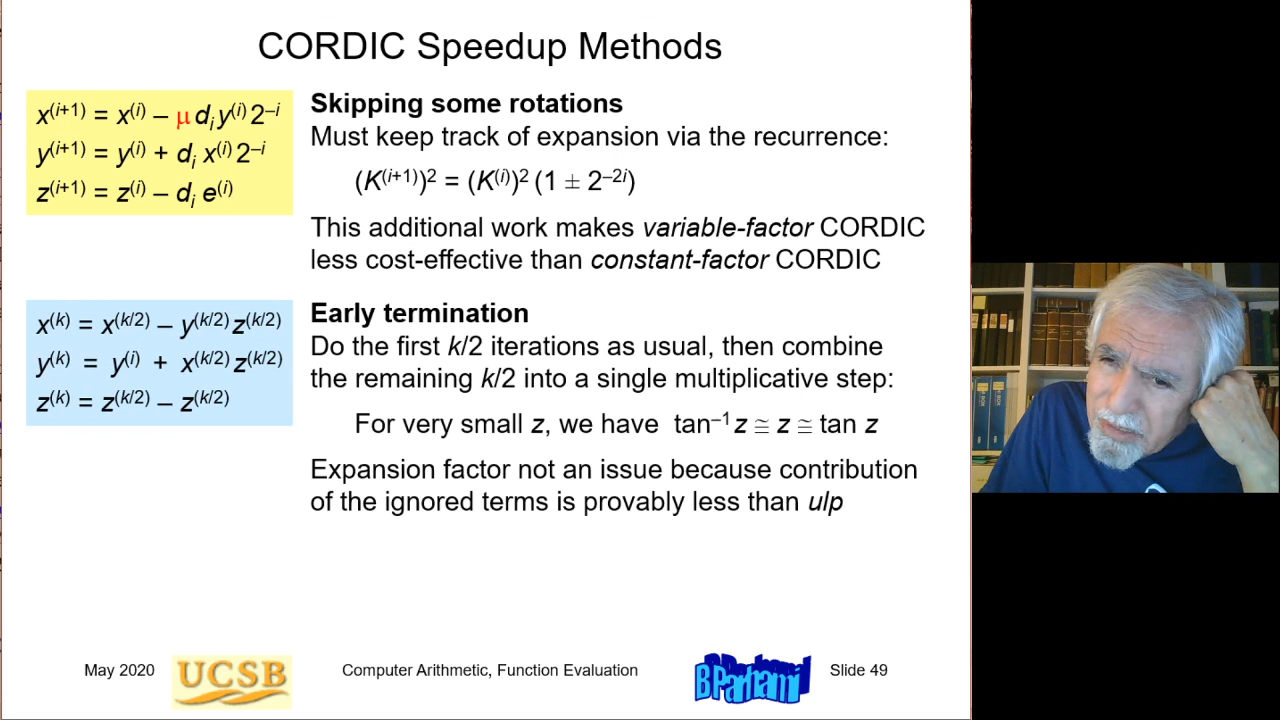 CORDIC Speedup Methods
x⁽ⁱ⁺¹⁾ = x⁽ⁱ⁾ – μ dᵢ y⁽ⁱ⁾ 2⁻ⁱ
y⁽ⁱ⁺¹⁾ = y⁽ⁱ⁾ + dᵢ x⁽ⁱ⁾ 2⁻ⁱ
z⁽ⁱ⁺¹⁾ = z⁽ⁱ⁾ – dᵢ e⁽ⁱ⁾
Skipping some rotations
Must keep track of expansion via the recurrence:
(K⁽ⁱ⁺¹⁾)² = (K⁽ⁱ⁾)² (1 ± 2⁻²ⁱ)
This additional work makes variable-factor CORDIC
less cost-effective than constant-factor CORDIC
x⁽ᵏ⁾ = x⁽ᵏ/²⁾ – y⁽ᵏ/²⁾ z⁽ᵏ/²⁾
y⁽ᵏ⁾ = y⁽ⁱ⁾ + x⁽ᵏ/²⁾ z⁽ᵏ/²⁾
z⁽ᵏ⁾ = z⁽ᵏ/²⁾ – z⁽ᵏ/²⁾
Early termination
Do the first k/2 iterations as usual, then combine
the remaining k/2 into a single multiplicative step:
For very small z, we have tan⁻¹ z ≅ z ≅ tan z
Expansion factor not an issue because contribution
of the ignored terms is provably less than ulp
May 2020
UCSB
Computer Arithmetic, Function Evaluation
B Parhami
Slide 49